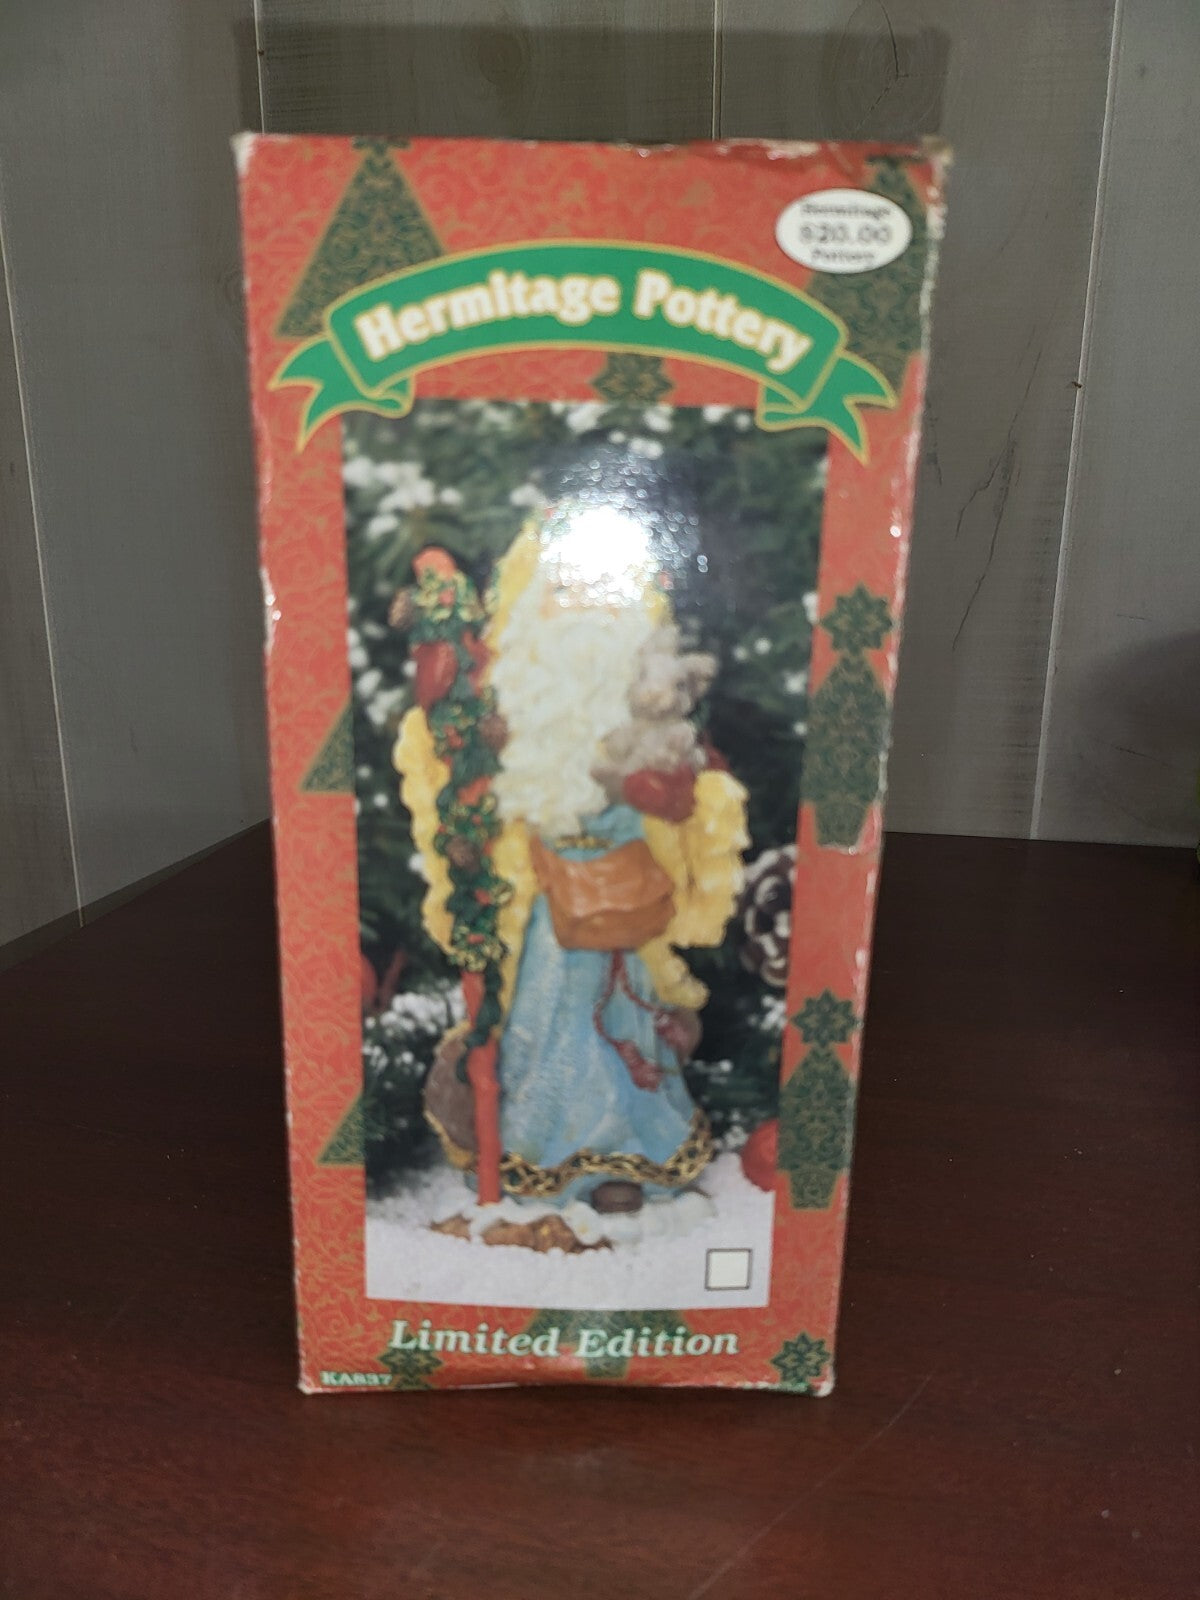 Hermitage
$20.00
Pottery
Hermitage Pottery
Limited Edition
KA837